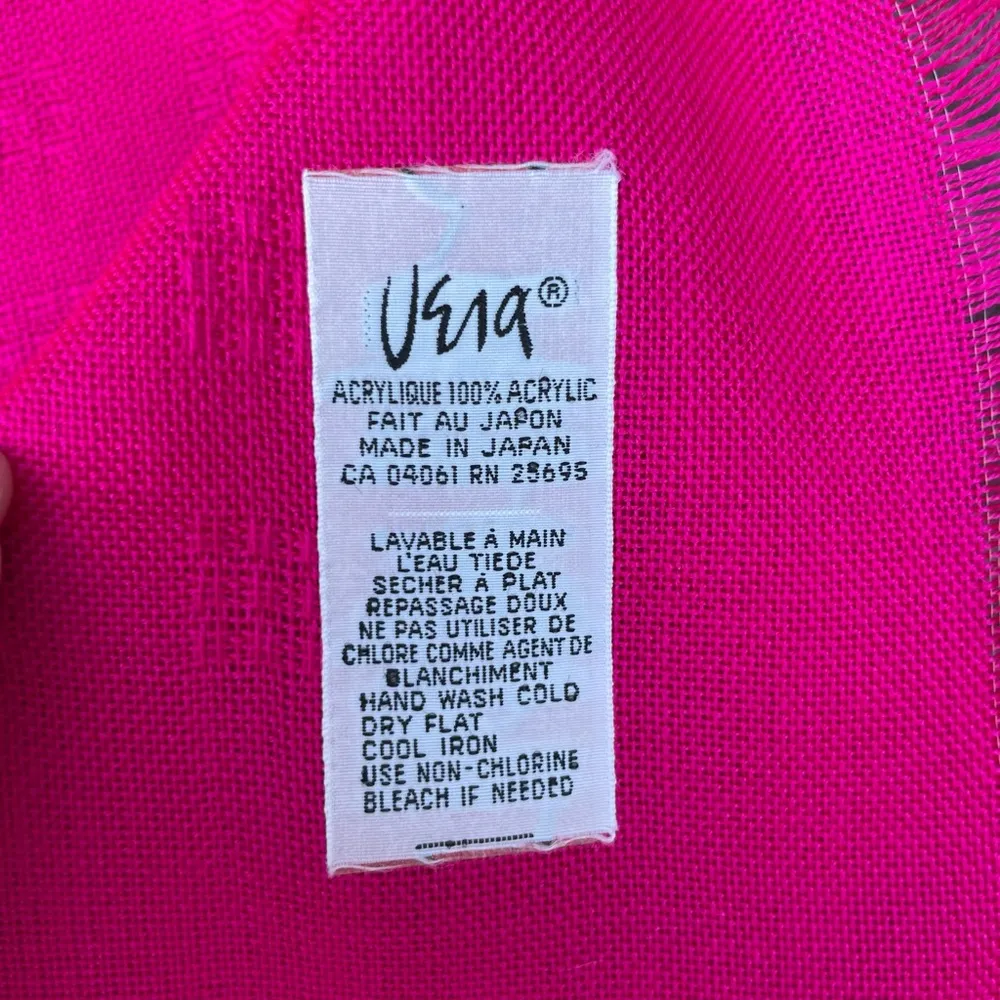 Vera®
ACRYLIQUE 100% ACRYLIC
FAIT AU JAPON
MADE IN JAPAN
CA 04061 RN 25695
LAVABLE À MAIN
L'EAU TIEDE
SECHER À PLAT
REPASSAGE DOUX
NE PAS UTILISER DE
CHLORE COMME AGENT DE
BLANCHIMENT
HAND WASH COLD
DRY FLAT
COOL IRON
USE NON-CHLORINE
BLEACH IF NEEDED